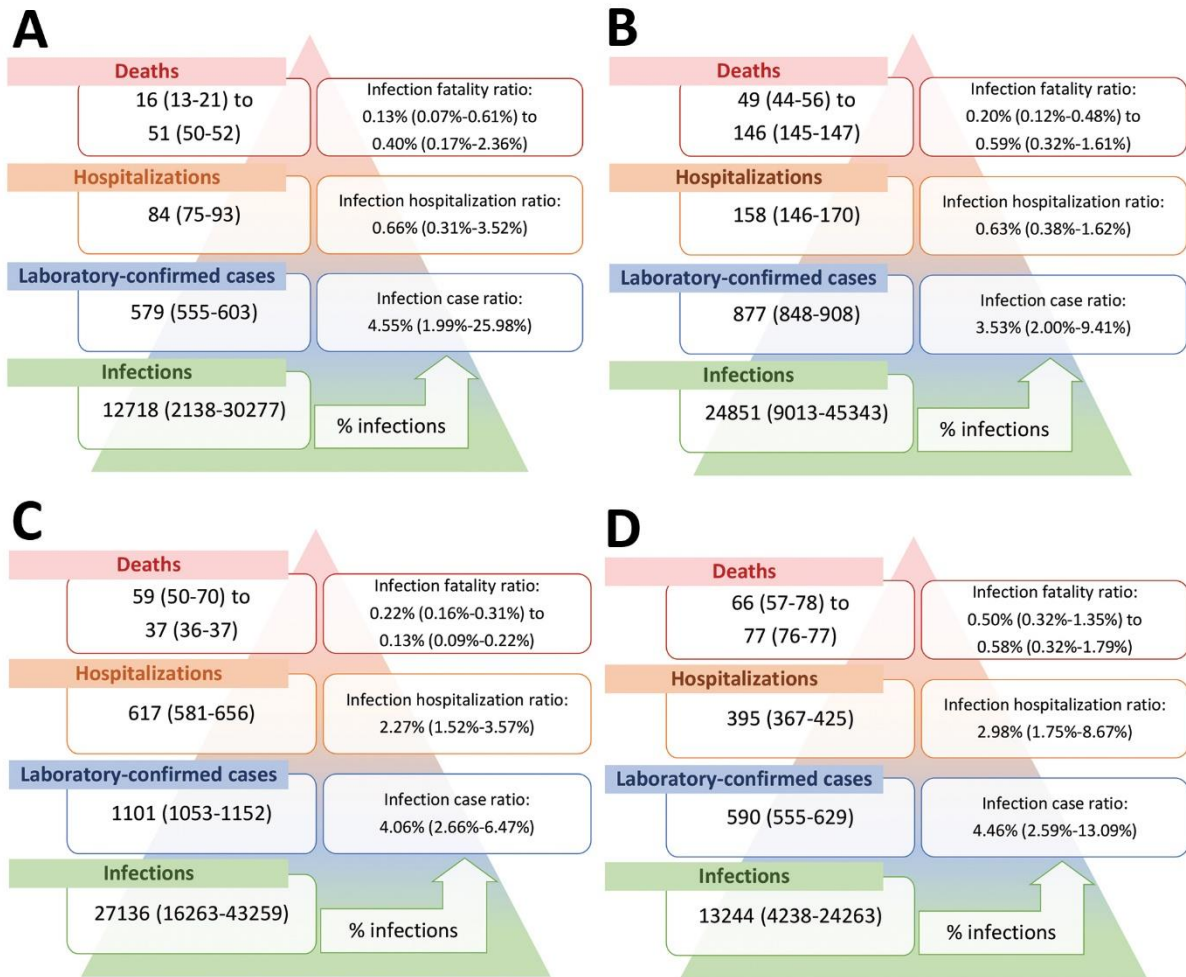 A
Deaths
16 (13-21) to
51 (50-52)
Infection fatality ratio:
0.13% (0.07%-0.61%) to
0.40% (0.17%-2.36%)
Hospitalizations
84 (75-93)
Infection hospitalization ratio:
0.66% (0.31%-3.52%)
Laboratory-confirmed cases
579 (555-603)
Infection case ratio:
4.55% (1.99%-25.98%)
Infections
12718 (2138-30277)
% infections
B
Deaths
49 (44-56) to
146 (145-147)
Infection fatality ratio:
0.20% (0.12%-0.48%) to
0.59% (0.32%-1.61%)
Hospitalizations
158 (146-170)
Infection hospitalization ratio:
0.63% (0.38%-1.62%)
Laboratory-confirmed cases
877 (848-908)
Infection case ratio:
3.53% (2.00%-9.41%)
Infections
24851 (9013-45343)
% infections
C
Deaths
59 (50-70) to
37 (36-37)
Infection fatality ratio:
0.22% (0.16%-0.31%) to
0.13% (0.09%-0.22%)
Hospitalizations
617 (581-656)
Infection hospitalization ratio:
2.27% (1.52%-3.57%)
Laboratory-confirmed cases
1101 (1053-1152)
Infection case ratio:
4.06% (2.66%-6.47%)
Infections
27136 (16263-43259)
% infections
D
Deaths
66 (57-78) to
77 (76-77)
Infection fatality ratio:
0.50% (0.32%-1.35%) to
0.58% (0.32%-1.79%)
Hospitalizations
395 (367-425)
Infection hospitalization ratio:
2.98% (1.75%-8.67%)
Laboratory-confirmed cases
590 (555-629)
Infection case ratio:
4.46% (2.59%-13.09%)
Infections
13244 (4238-24263)
% infections